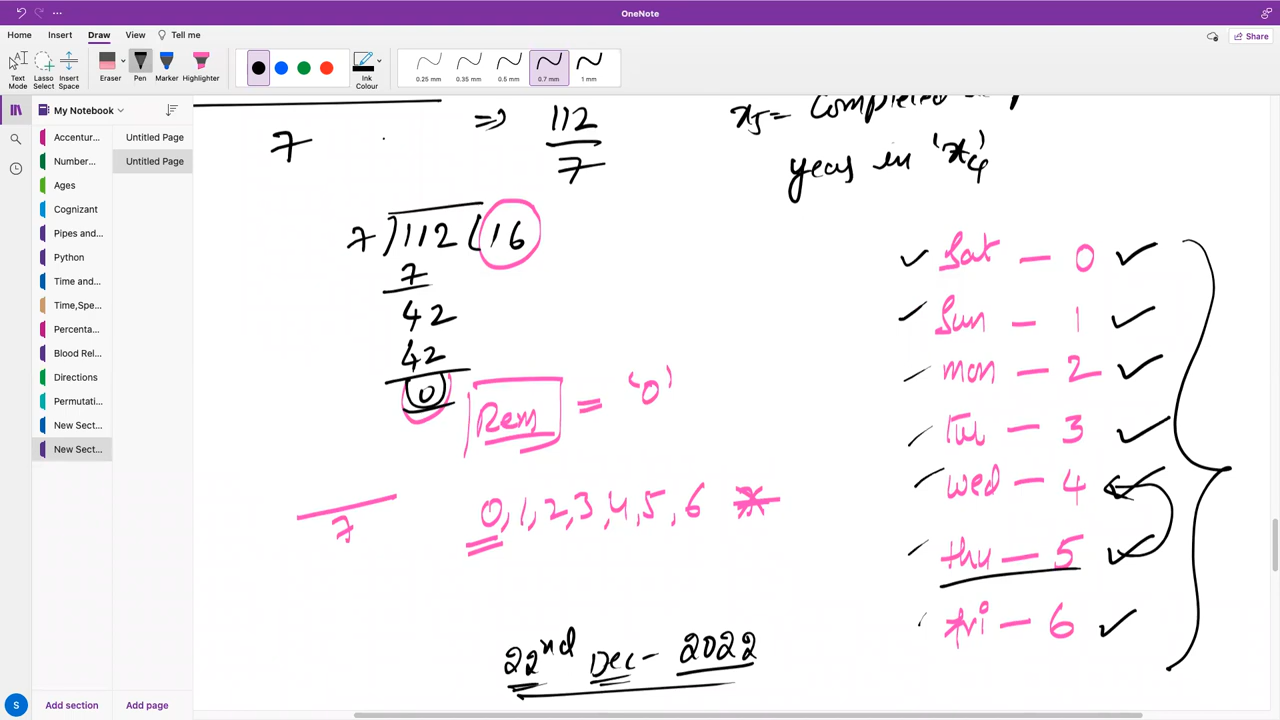 OneNote
Home Insert Draw View Tell me
Share
Text Mode
Lasso Select
Insert Space
Eraser
Pen
Marker
Highlighter
Ink Colour
0.25 mm
0.35 mm
0.5 mm
0.7 mm
1 mm
My Notebook
Accentur...
Number...
Ages
Cognizant
Pipes and...
Python
Time and...
Time,Spe...
Percenta...
Blood Rel...
Directions
Permutati...
New Sect...
New Sect...
Untitled Page
Untitled Page
S
Add section
Add page
7
⇒ 112
7
x5 = Completed
years in 'x4'
7)112(16
7
42
42
0
Rem = '0'
7
0, 1, 2, 3, 4, 5, 6
Sat — 0 ✓
Sun — 1 ✓
mon — 2 ✓
Tue — 3 ✓
wed — 4
thu — 5
fri — 6 ✓
22nd Dec - 2022